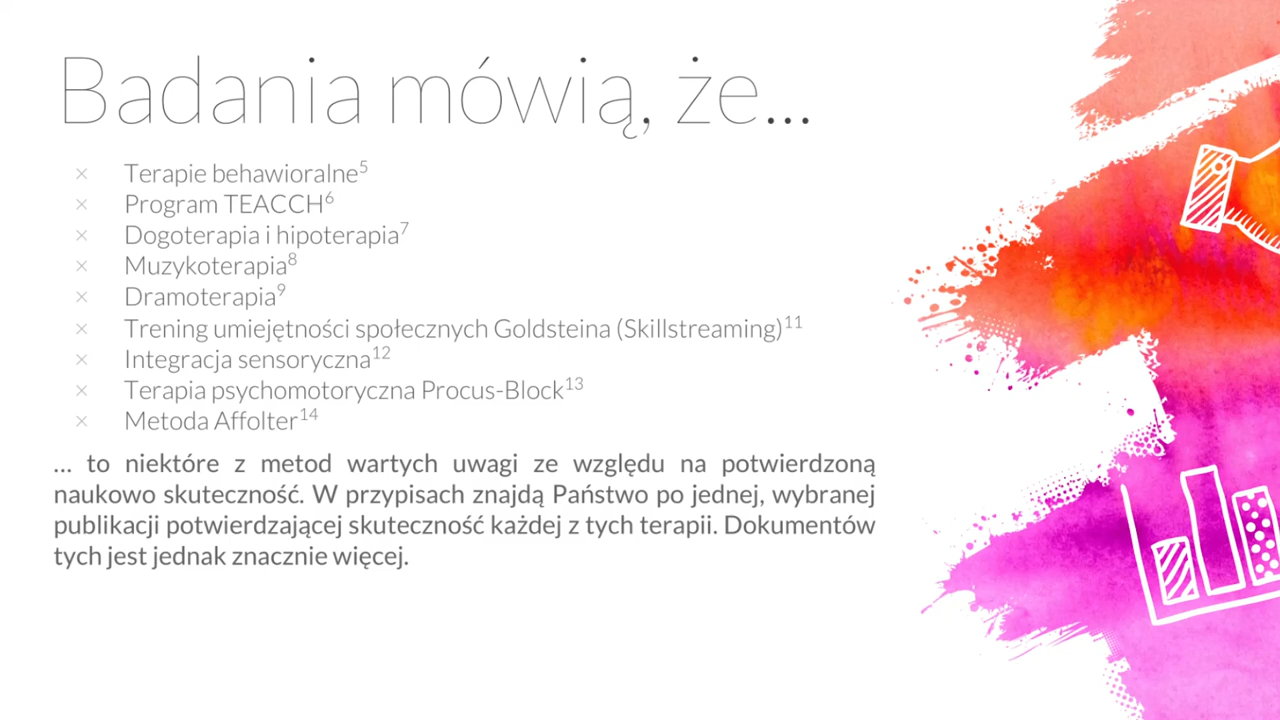 Badania mówią, że...
× Terapie behawioralne⁵
× Program TEACCH⁶
× Dogoterapia i hipoterapia⁷
× Muzykoterapia⁸
× Dramoterapia⁹
× Trening umiejętności społecznych Goldsteina (Skillstreaming)¹¹
× Integracja sensoryczna¹²
× Terapia psychomotoryczna Procus-Block¹³
× Metoda Affolter¹⁴
... to niektóre z metod wartych uwagi ze względu na potwierdzoną
naukowo skuteczność. W przypisach znajdą Państwo po jednej, wybranej
publikacji potwierdzającej skuteczność każdej z tych terapii. Dokumentów
tych jest jednak znacznie więcej.